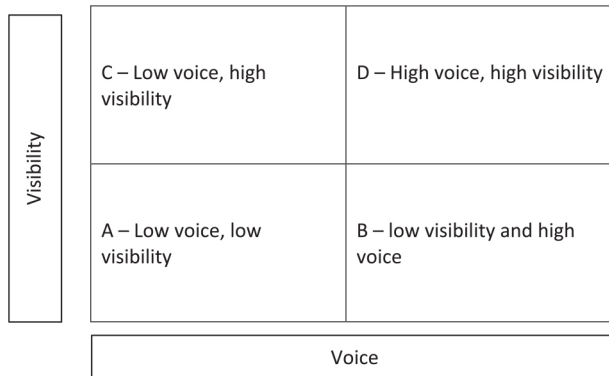 Visibility
C – Low voice, high
visibility
D – High voice, high visibility
A – Low voice, low
visibility
B – low visibility and high
voice
Voice